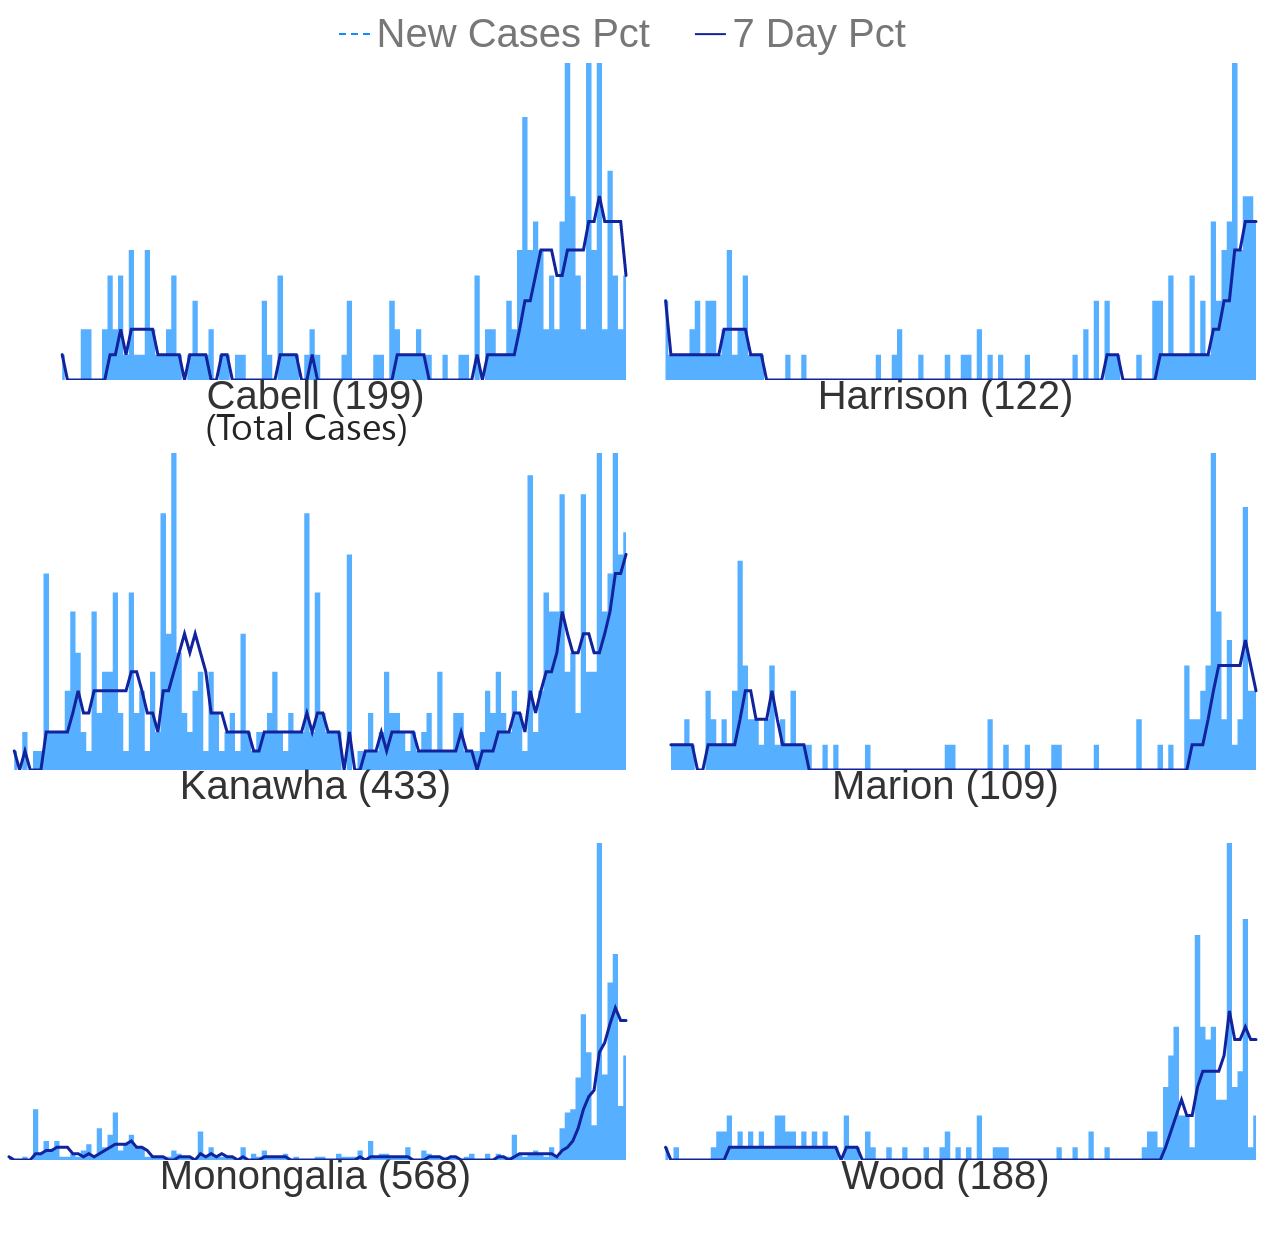 New Cases Pct 7 Day Pct
Cabell (199) Harrison (122)
(Total Cases)
Kanawha (433) Marion (109)
Monongalia (568) Wood (188)